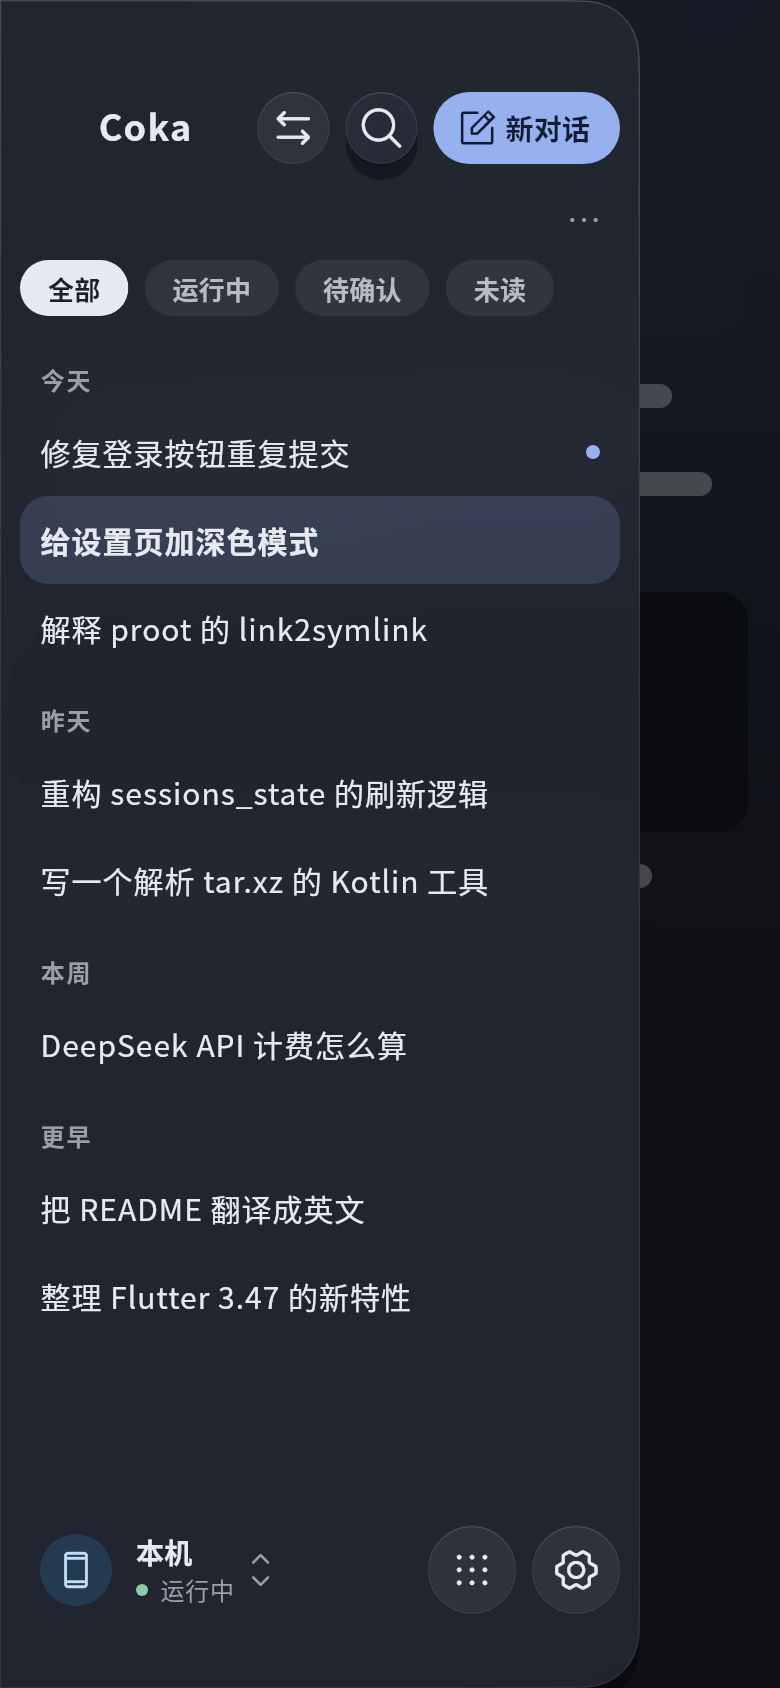 Coka
新对话
...
全部 运行中 待确认 未读
今天
修复登录按钮重复提交
给设置页加深色模式
解释 proot 的 link2symlink
昨天
重构 sessions_state 的刷新逻辑
写一个解析 tar.xz 的 Kotlin 工具
本周
DeepSeek API 计费怎么算
更早
把 README 翻译成英文
整理 Flutter 3.47 的新特性
本机
运行中